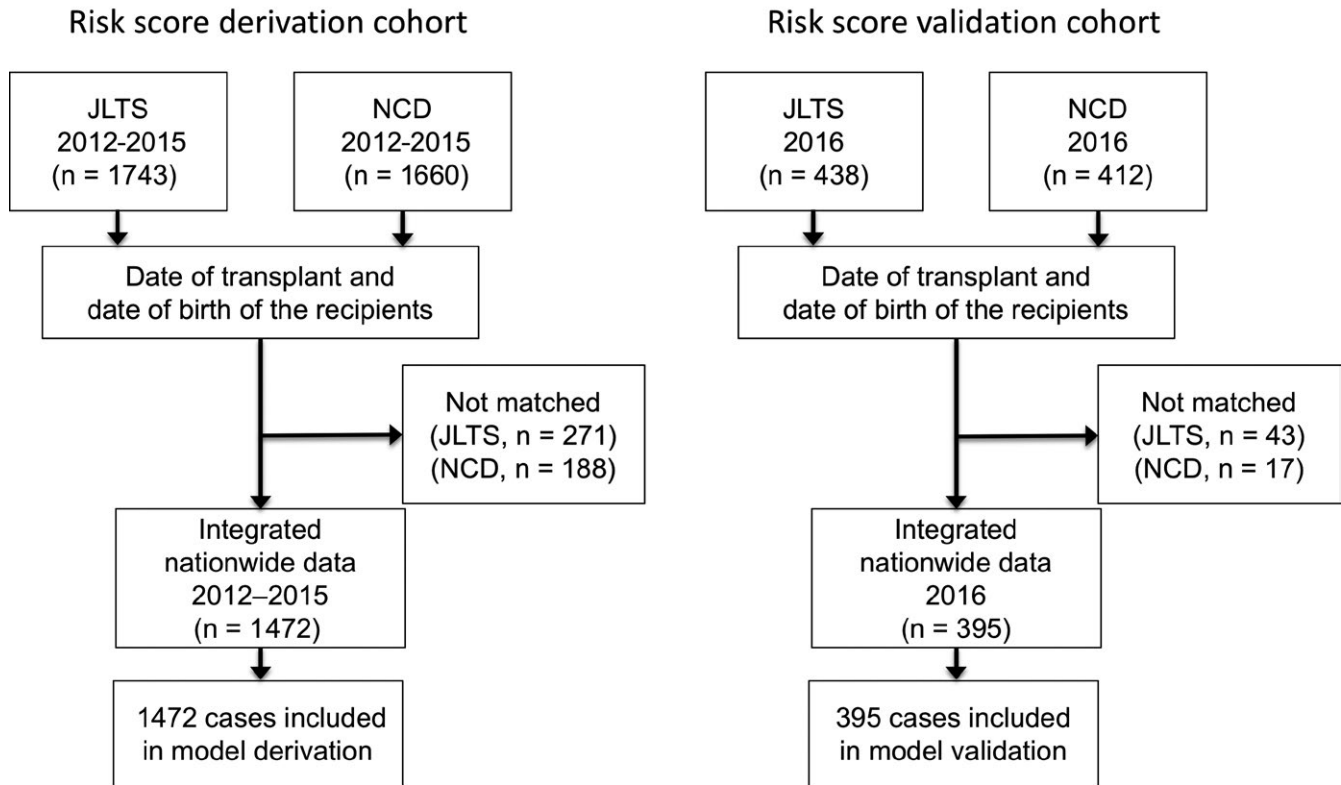 Risk score derivation cohort
JLTS
2012-2015
(n = 1743)
NCD
2012-2015
(n = 1660)
Date of transplant and
date of birth of the recipients
Not matched
(JLTS, n = 271)
(NCD, n = 188)
Integrated
nationwide data
2012–2015
(n = 1472)
1472 cases included
in model derivation
Risk score validation cohort
JLTS
2016
(n = 438)
NCD
2016
(n = 412)
Date of transplant and
date of birth of the recipients
Not matched
(JLTS, n = 43)
(NCD, n = 17)
Integrated
nationwide data
2016
(n = 395)
395 cases included
in model validation